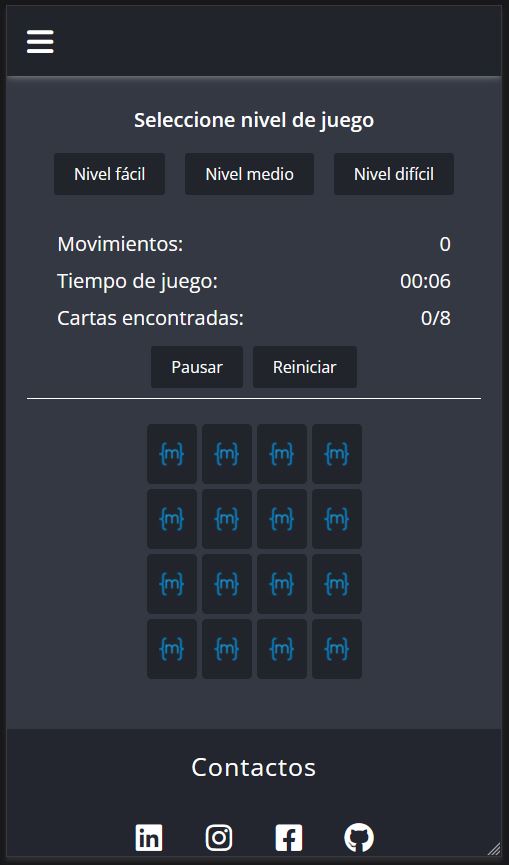 Seleccione nivel de juego
Nivel fácil Nivel medio Nivel difícil
Movimientos: 0
Tiempo de juego: 00:06
Cartas encontradas: 0/8
Pausar Reiniciar
{m} {m} {m} {m}
{m} {m} {m} {m}
{m} {m} {m} {m}
{m} {m} {m} {m}
Contactos
in f